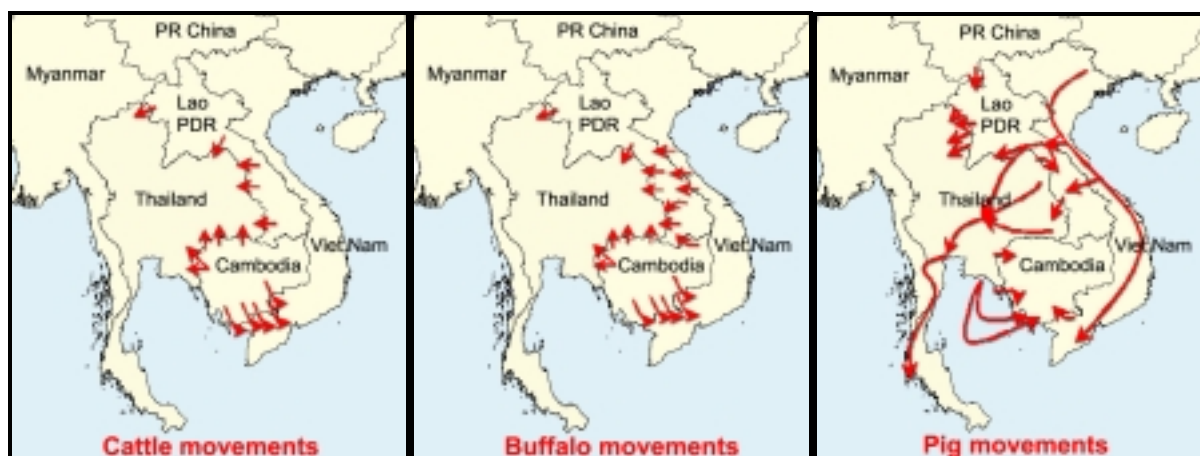 PR China
Myanmar
Lao
PDR
Thailand
Viet Nam
Cambodia
Cattle movements
PR China
Myanmar
Lao
PDR
Thailand
Viet Nam
Cambodia
Buffalo movements
PR China
Myanmar
Lao
PDR
Thailand
Viet Nam
Cambodia
Pig movements